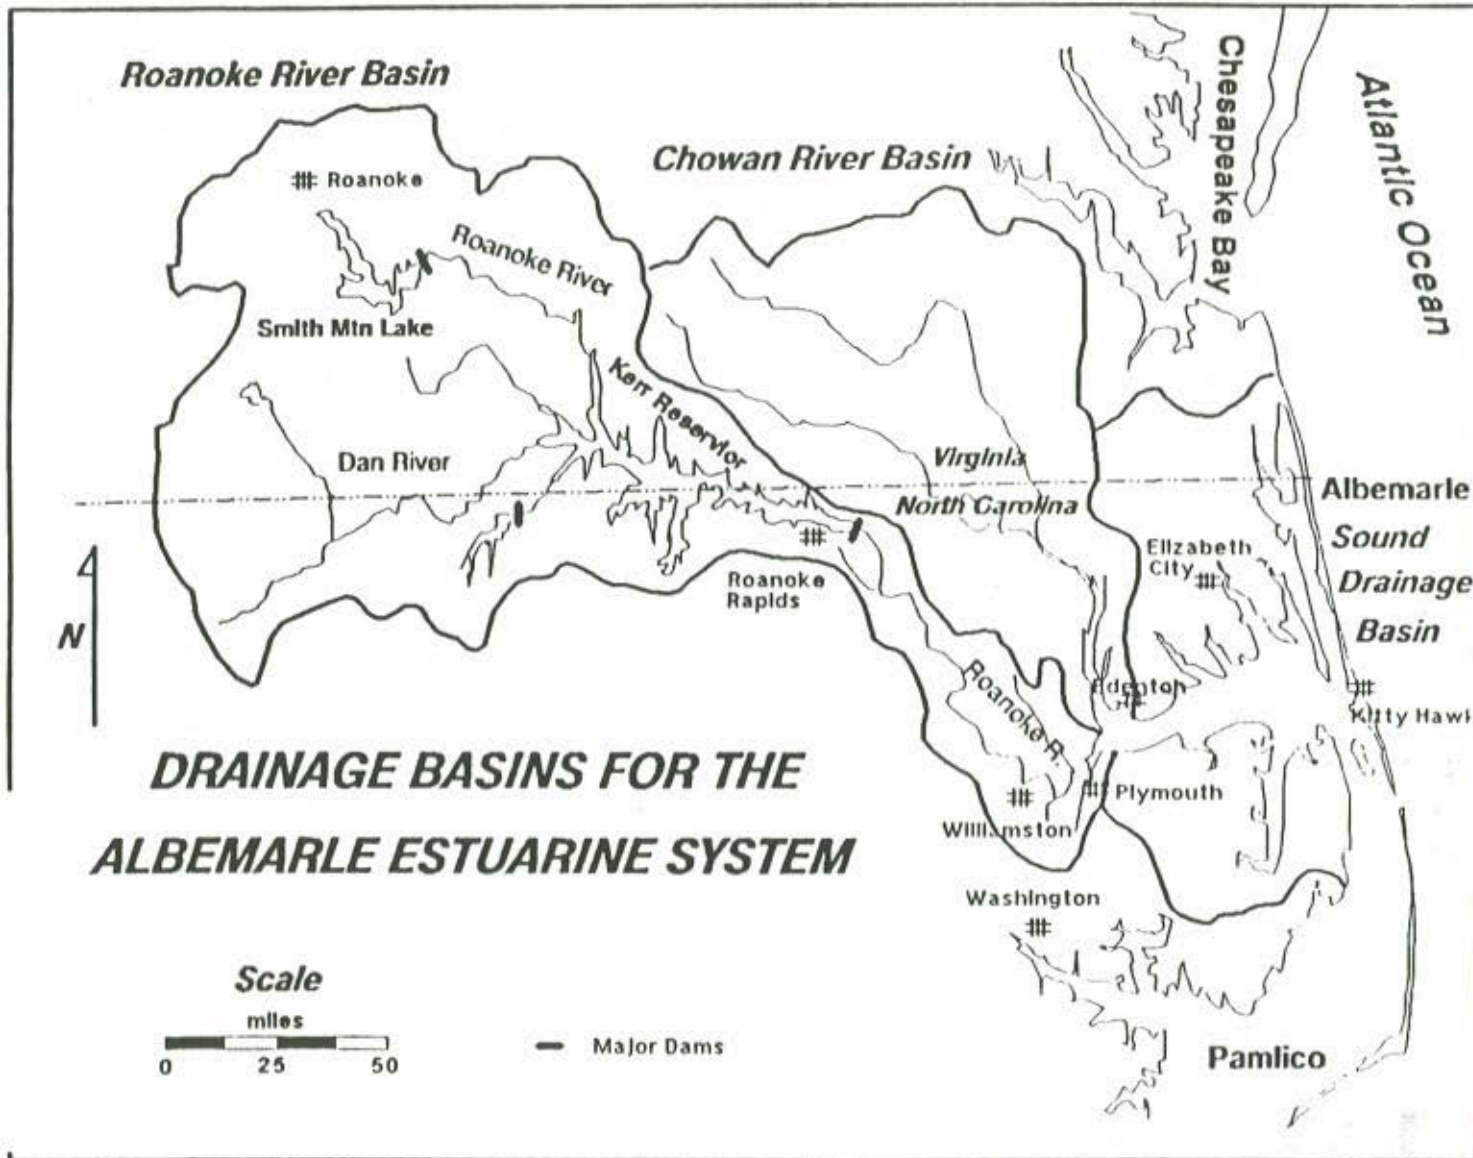 Roanoke River Basin
Chesapeake Bay
Atlantic Ocean
Chowan River Basin
Roanoke
Roanoke River
Smith Mtn Lake
Kerr Reservior
Dan River
Virginia
North Carolina
Albemarle
Sound
Drainage
Basin
Elizabeth
City
Roanoke
Rapids
N
Roanoke R.
Edenton
Kitty Hawk
DRAINAGE BASINS FOR THE
ALBEMARLE ESTUARINE SYSTEM
Plymouth
Williamston
Washington
Scale
miles
0 25 50
Major Dams
Pamlico